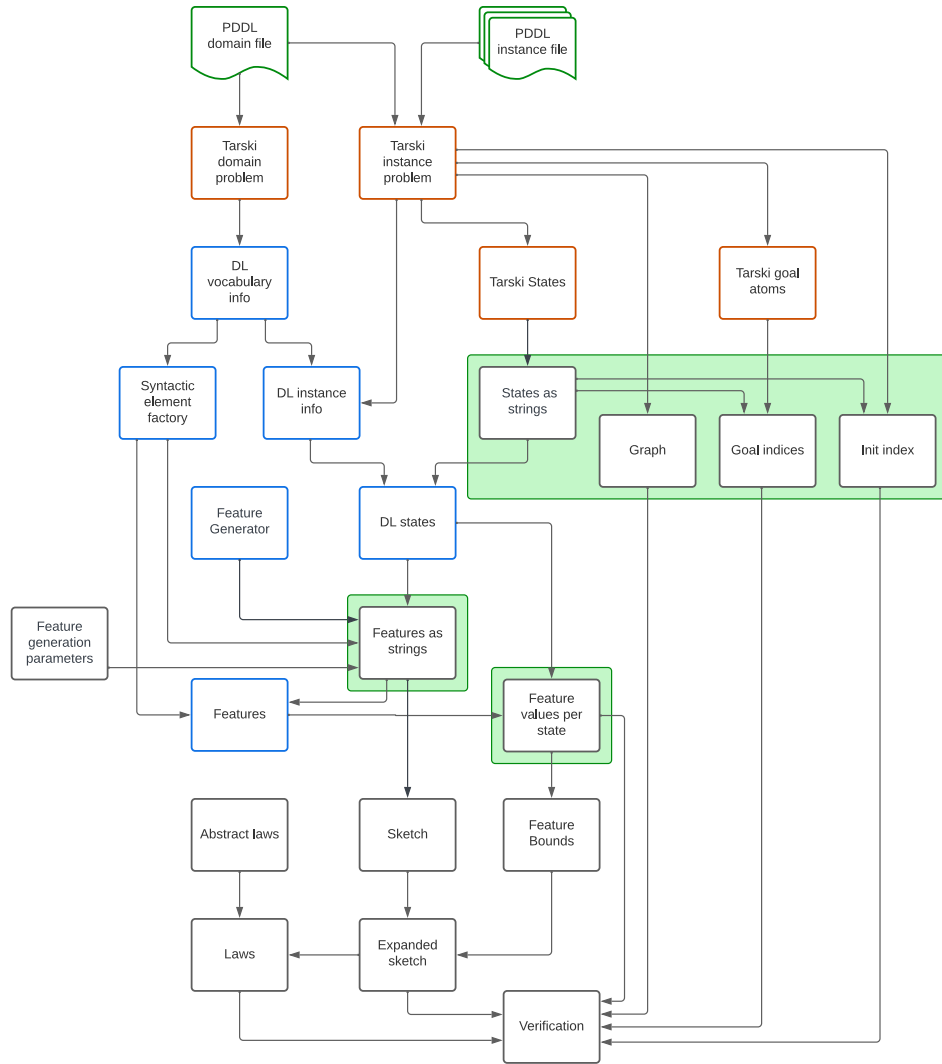 PDDL
domain file
PDDL
instance file
Tarski
domain
problem
Tarski
instance
problem
DL
vocabulary
info
Tarski States
Tarski goal
atoms
Syntactic
element
factory
DL instance
info
States as
strings
Graph
Goal indices
Init index
Feature
Generator
DL states
Feature
generation
parameters
Features as
strings
Features
Feature
values per
state
Abstract laws
Sketch
Feature
Bounds
Laws
Expanded
sketch
Verification